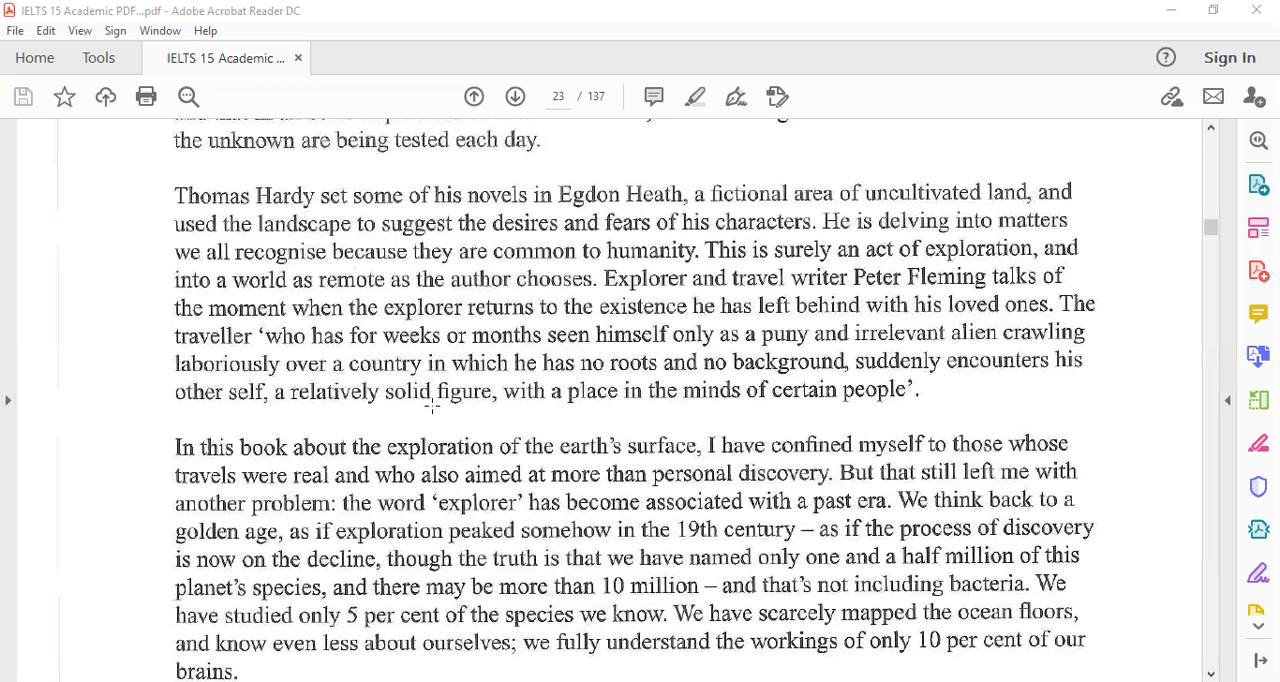 IELTS 15 Academic PDF...pdf - Adobe Acrobat Reader DC
File Edit View Sign Window Help
Home Tools IELTS 15 Academic ... × Sign In
23 / 137
the unknown are being tested each day.
Thomas Hardy set some of his novels in Egdon Heath, a fictional area of uncultivated land, and
used the landscape to suggest the desires and fears of his characters. He is delving into matters
we all recognise because they are common to humanity. This is surely an act of exploration, and
into a world as remote as the author chooses. Explorer and travel writer Peter Fleming talks of
the moment when the explorer returns to the existence he has left behind with his loved ones. The
traveller ‘who has for weeks or months seen himself only as a puny and irrelevant alien crawling
laboriously over a country in which he has no roots and no background, suddenly encounters his
other self, a relatively solid figure, with a place in the minds of certain people’.
In this book about the exploration of the earth’s surface, I have confined myself to those whose
travels were real and who also aimed at more than personal discovery. But that still left me with
another problem: the word ‘explorer’ has become associated with a past era. We think back to a
golden age, as if exploration peaked somehow in the 19th century – as if the process of discovery
is now on the decline, though the truth is that we have named only one and a half million of this
planet’s species, and there may be more than 10 million – and that’s not including bacteria. We
have studied only 5 per cent of the species we know. We have scarcely mapped the ocean floors,
and know even less about ourselves; we fully understand the workings of only 10 per cent of our
brains.